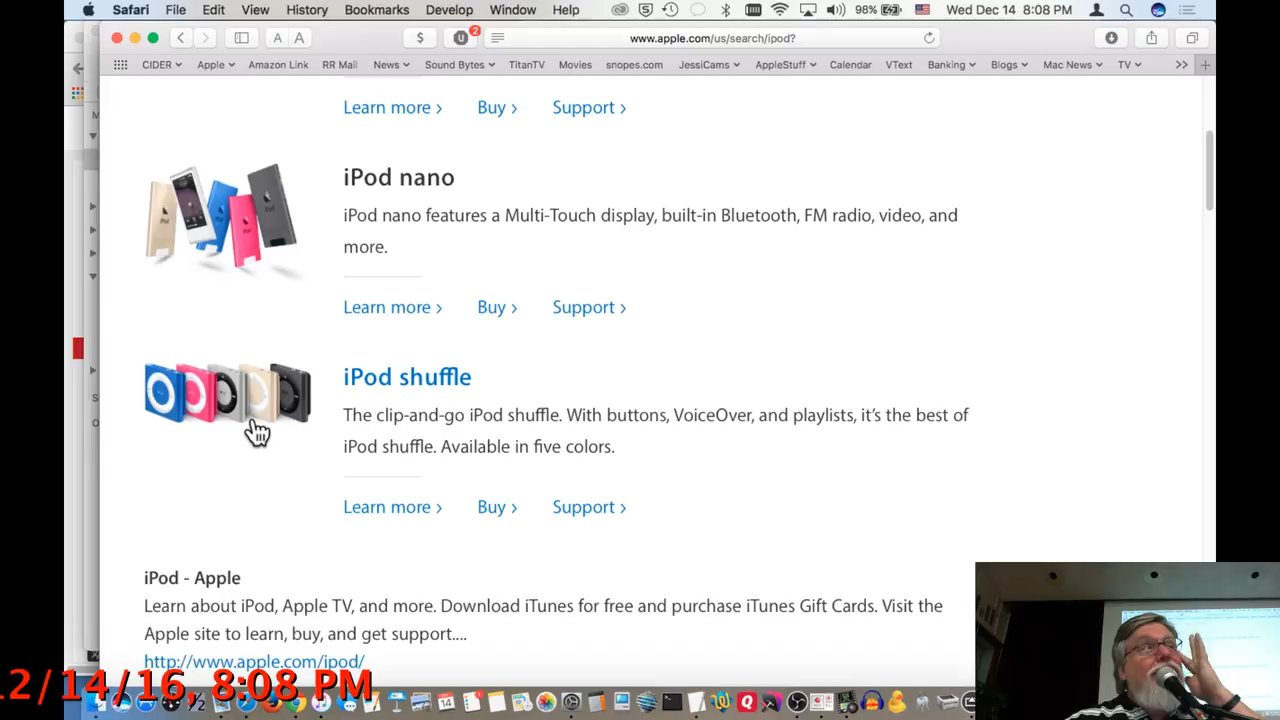 Safari File Edit View History Bookmarks Develop Window Help 98% Wed Dec 14 8:08 PM
A A $ U 2 www.apple.com/us/search/ipod?
CIDER Apple Amazon Link RR Mail News Sound Bytes TitanTV Movies snopes.com JessiCams AppleStuff Calendar VText Banking Blogs Mac News TV
Learn more › Buy › Support ›
iPod nano
iPod nano features a Multi-Touch display, built-in Bluetooth, FM radio, video, and
more.
Learn more › Buy › Support ›
iPod shuffle
The clip-and-go iPod shuffle. With buttons, VoiceOver, and playlists, it's the best of
iPod shuffle. Available in five colors.
Learn more › Buy › Support ›
iPod - Apple
Learn about iPod, Apple TV, and more. Download iTunes for free and purchase iTunes Gift Cards. Visit the
Apple site to learn, buy, and get support....
http://www.apple.com/ipod/
2/14/16, 8:08 PM